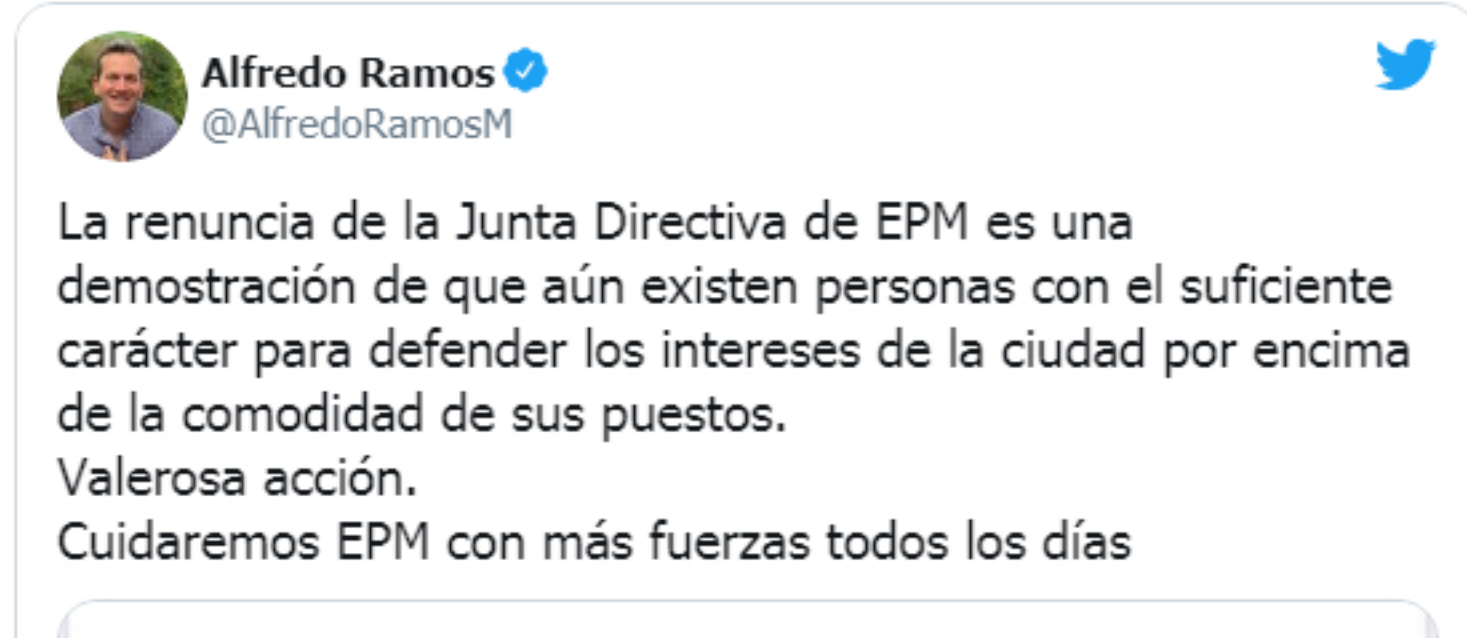 Alfredo Ramos
@AlfredoRamosM
La renuncia de la Junta Directiva de EPM es una
demostración de que aún existen personas con el suficiente
carácter para defender los intereses de la ciudad por encima
de la comodidad de sus puestos.
Valerosa acción.
Cuidaremos EPM con más fuerzas todos los días